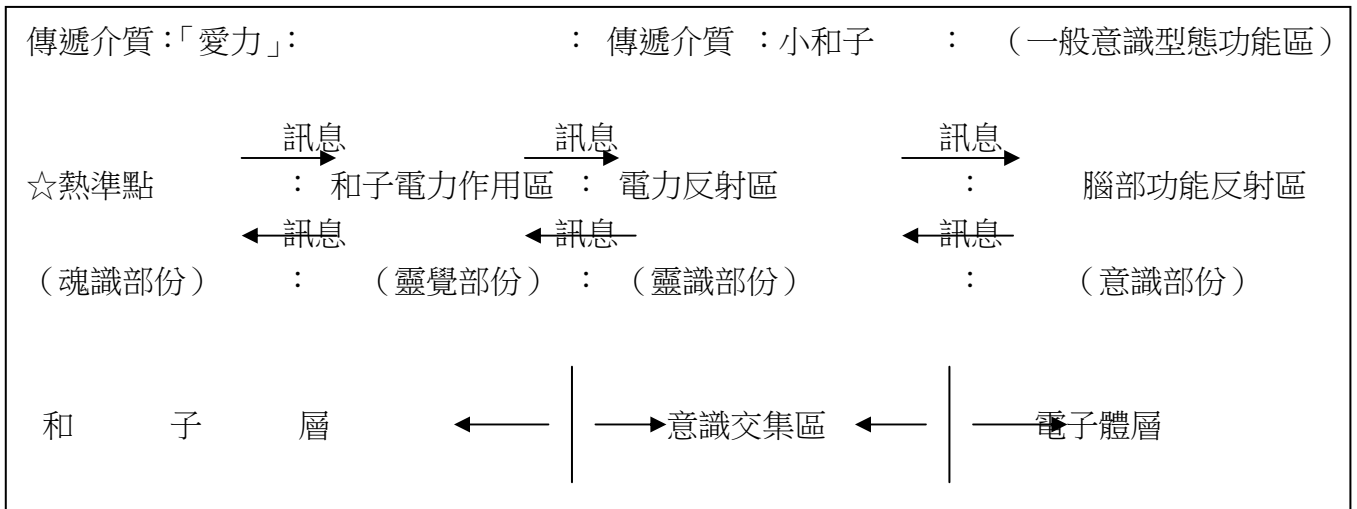 傳遞介質：「愛力」： ： 傳遞介質 ：小和子 ： （一般意識型態功能區）
訊息 訊息 訊息
☆熱準點 ： 和子電力作用區 ： 電力反射區 ： 腦部功能反射區
訊息 訊息 訊息
（魂識部份） ： （靈覺部份） ： （靈識部份） ： （意識部份）
和 子 層 意識交集區 電子體層